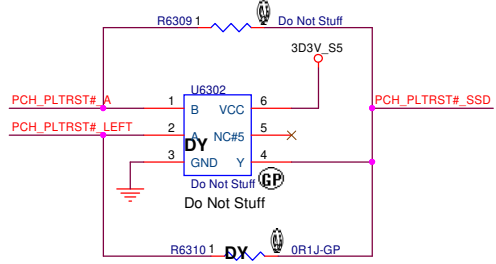 R6309 1 Do Not Stuff
3D3V_S5
U6302
PCH_PLTRST#_A 1 B VCC 6 PCH_PLTRST#_SSD
PCH_PLTRST#_LEFT 2 A NC#5 5
DY
3 GND Y 4
Do Not Stuff GP
Do Not Stuff
R6310 1 DY 0R1J-GP